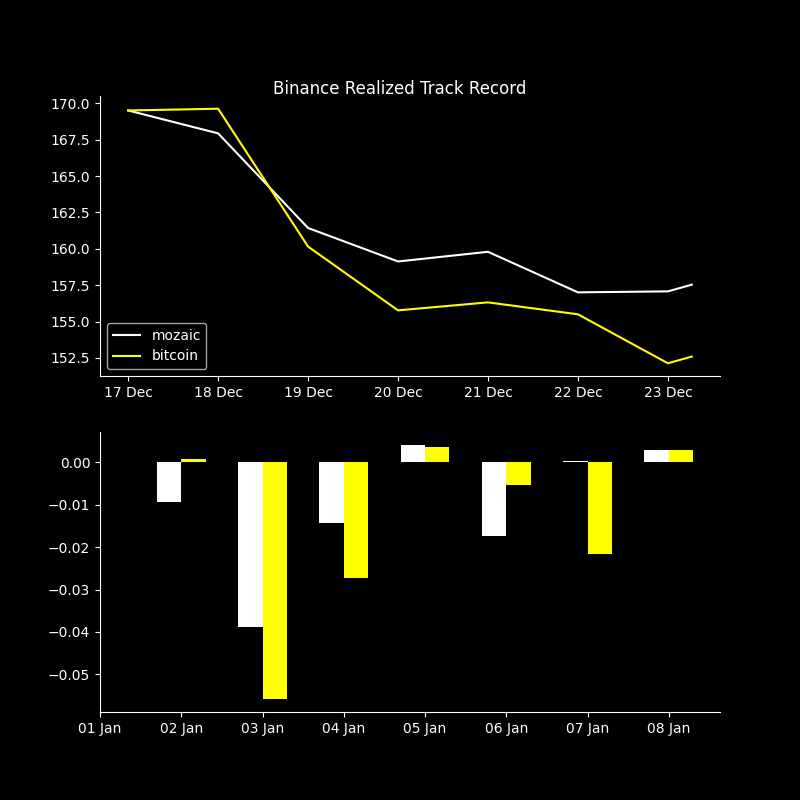 Binance Realized Track Record
170.0
167.5
165.0
162.5
160.0
157.5
155.0
152.5
mozaic
bitcoin
17 Dec 18 Dec 19 Dec 20 Dec 21 Dec 22 Dec 23 Dec
0.00
−0.01
−0.02
−0.03
−0.04
−0.05
01 Jan 02 Jan 03 Jan 04 Jan 05 Jan 06 Jan 07 Jan 08 Jan